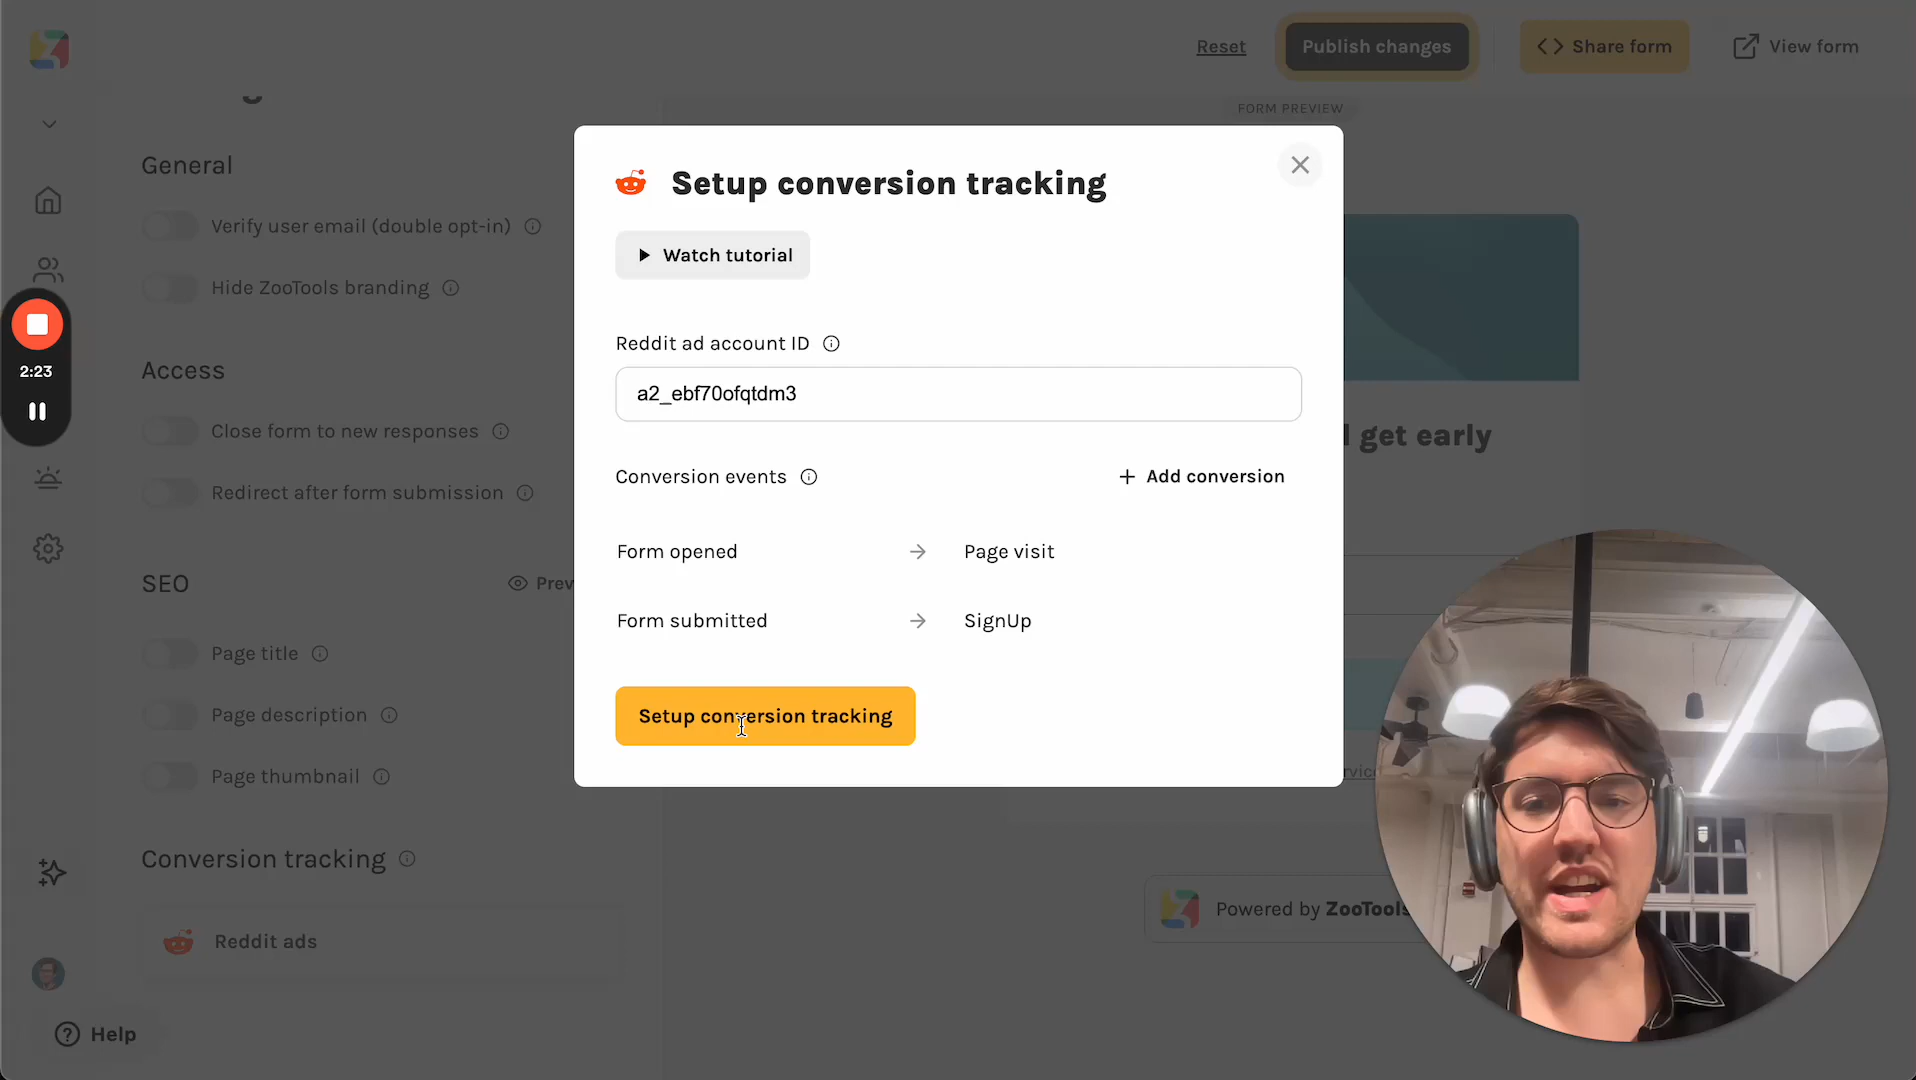 Reset
Publish changes
Share form
View form
FORM PREVIEW
General
Verify user email (double opt-in)
Hide ZooTools branding
2:23
Access
Close form to new responses
Redirect after form submission
SEO
Prev
Page title
Page description
Page thumbnail
Conversion tracking
Reddit ads
Help
Setup conversion tracking
Watch tutorial
Reddit ad account ID
a2_ebf70ofqtdm3
Conversion events
Add conversion
Form opened
Page visit
Form submitted
SignUp
Setup conversion tracking
get early
Powered by ZooTools